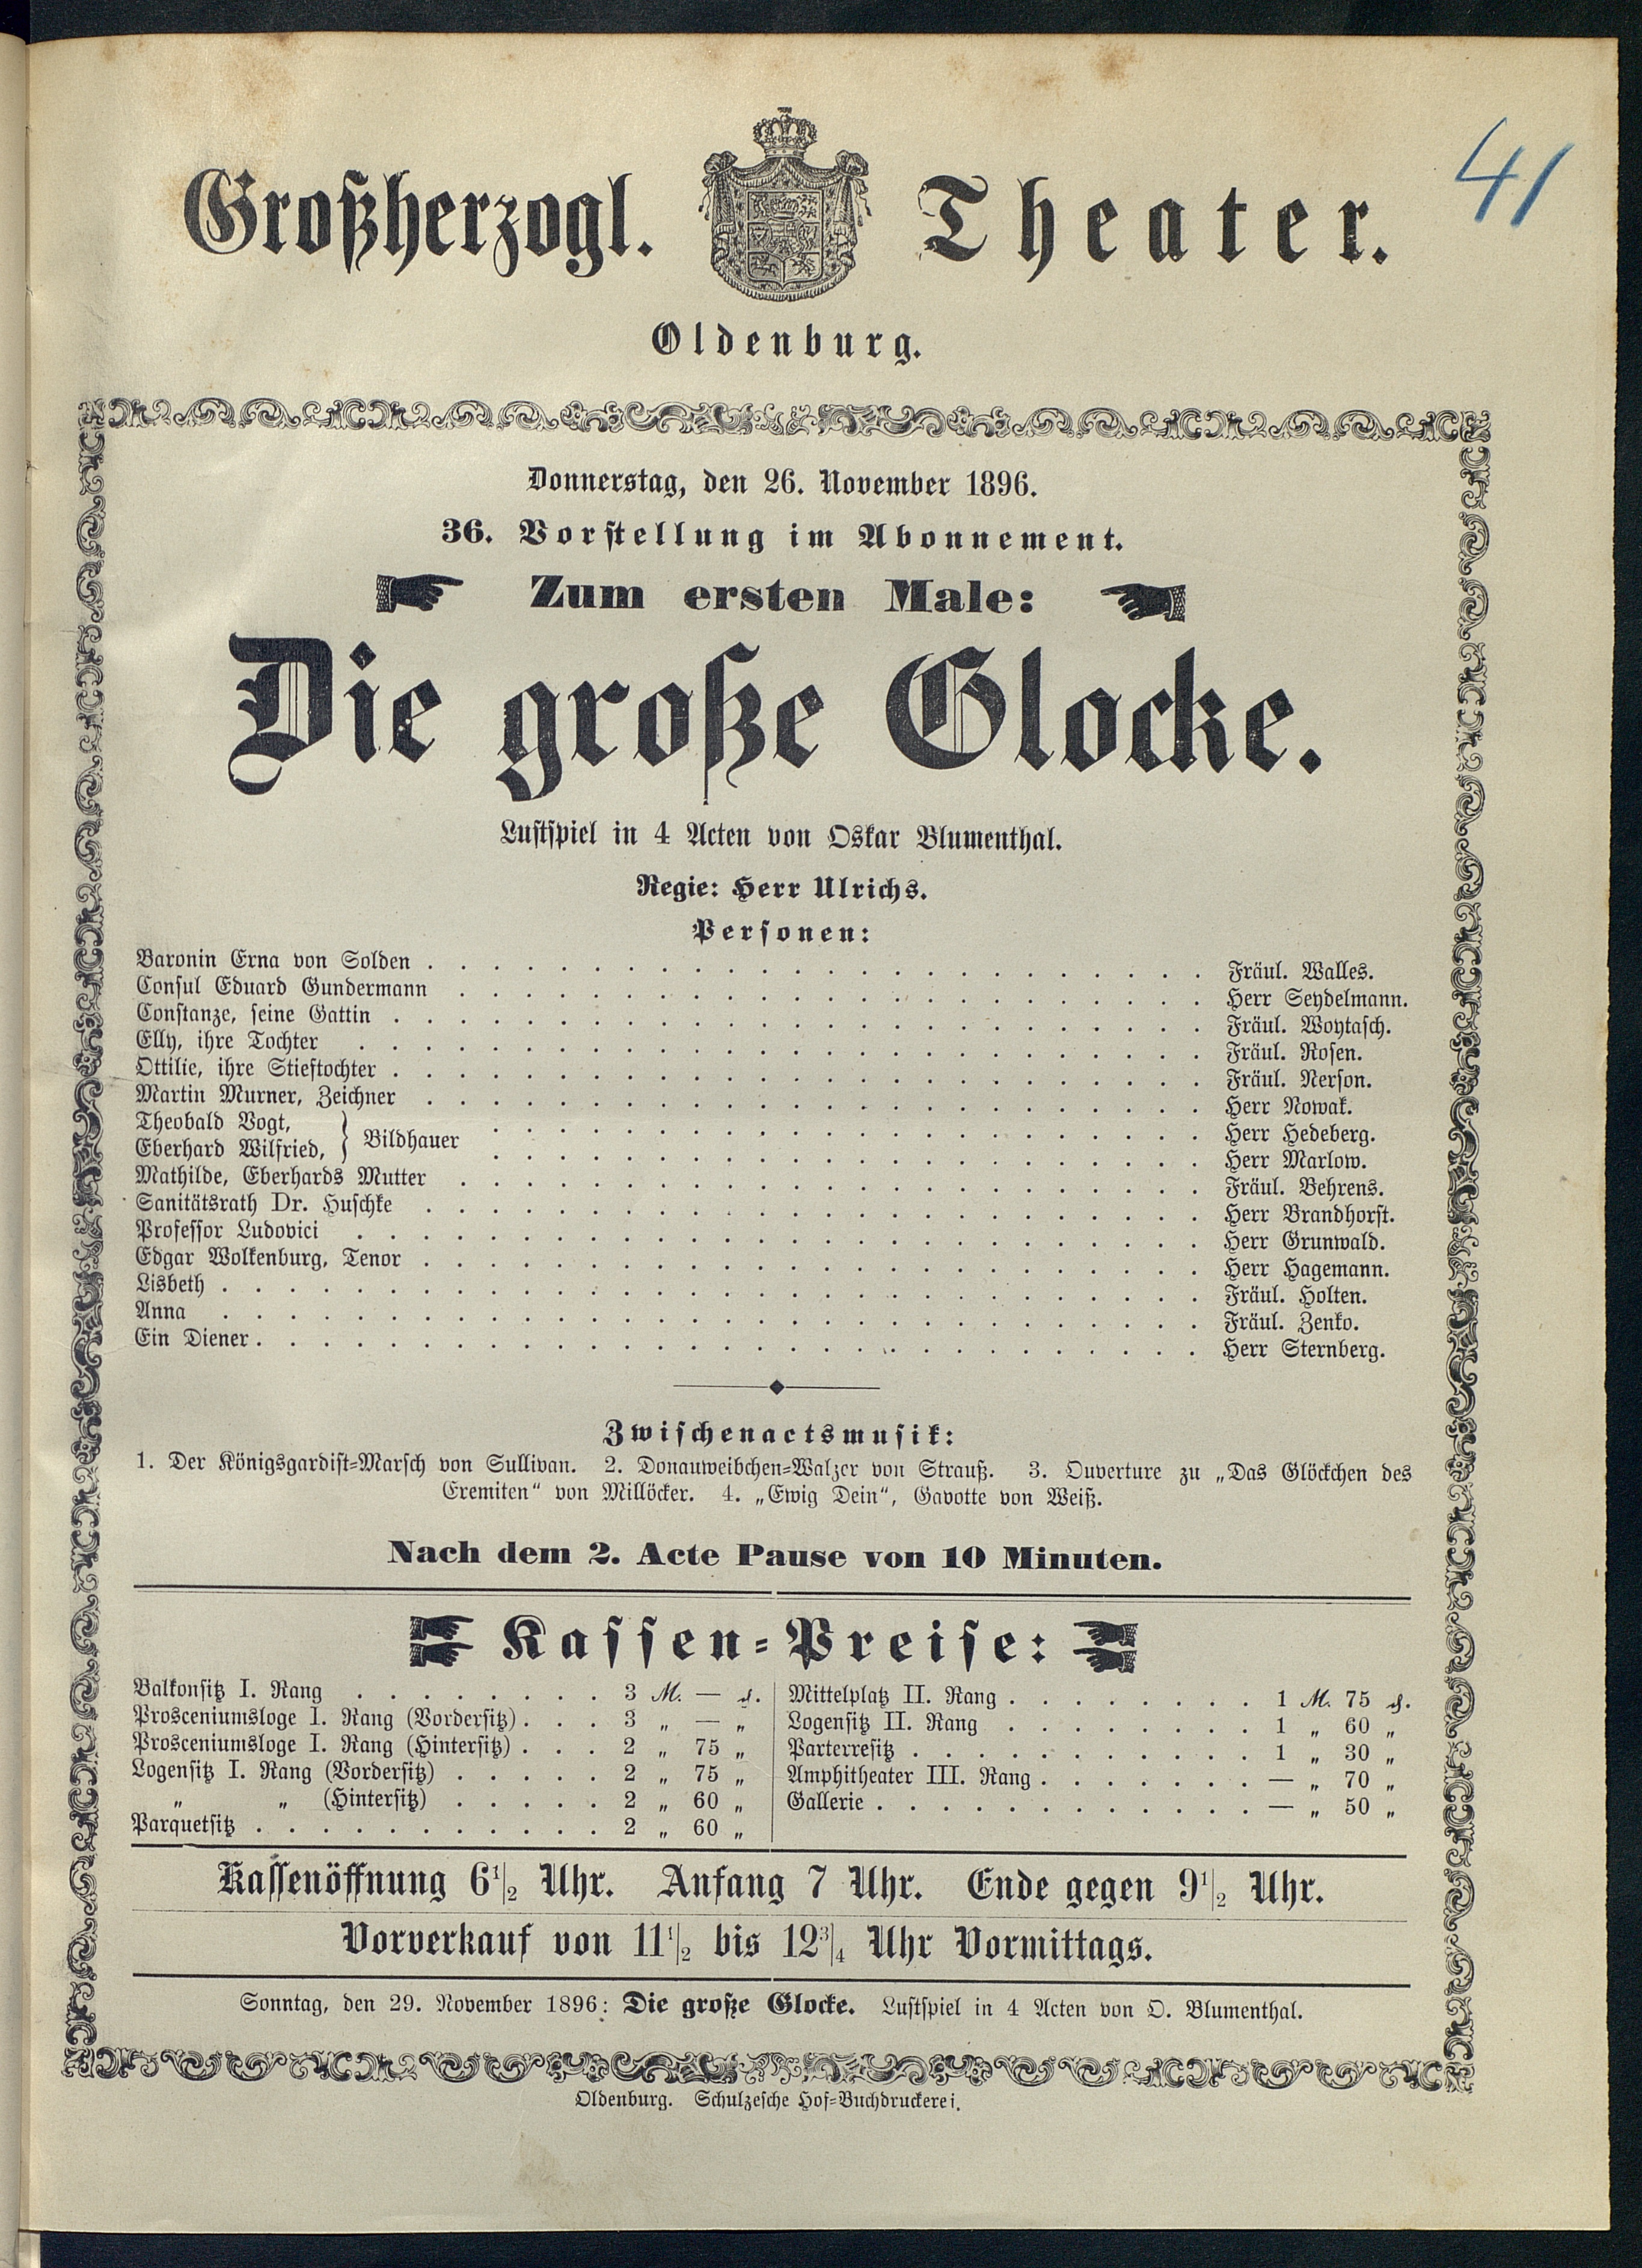 41
Großherzogl. Theater.
Oldenburg.
Donnerstag, den 26. November 1896.
36. Vorstellung im Abonnement.
Zum ersten Male:
Die große Glocke.
Lustspiel in 4 Acten von Oskar Blumenthal.
Regie: Herr Ulrichs.
Personen:
Baronin Erna von Solden . . . . . Fräul. Walles.
Consul Eduard Gundermann . . . . . Herr Seydelmann.
Constanze, seine Gattin . . . . . Fräul. Woytasch.
Elly, ihre Tochter . . . . . Fräul. Rosen.
Ottilie, ihre Stieftochter . . . . . Fräul. Nerson.
Martin Murner, Zeichner . . . . . Herr Nowak.
Theobald Vogt, } Bildhauer . . . . . Herr Hedeberg.
Eberhard Wilfried, . . . . . Herr Marlow.
Mathilde, Eberhards Mutter . . . . . Fräul. Behrens.
Sanitätsrath Dr. Huschke . . . . . Herr Brandhorst.
Professor Ludovici . . . . . Herr Grunwald.
Edgar Wolkenburg, Tenor . . . . . Herr Hagemann.
Lisbeth . . . . . Fräul. Holten.
Anna . . . . . Fräul. Zenko.
Ein Diener . . . . . Herr Sternberg.
Zwischenactsmusik:
1. Der Königsgardist-Marsch von Sullivan. 2. Donauweibchen-Walzer von Strauß. 3. Ouverture zu „Das Glöckchen des
Eremiten“ von Millöcker. 4. „Ewig Dein“, Gavotte von Weiß.
Nach dem 2. Acte Pause von 10 Minuten.
Kassen-Preise:
Balkonsitz I. Rang . . . . . 3 M. — ₰.
Prosceniumsloge I. Rang (Vordersitz) . . . 3 „ — „
Prosceniumsloge I. Rang (Hintersitz) . . . 2 „ 75 „
Logensitz I. Rang (Vordersitz) . . . . . 2 „ 75 „
„ „ (Hintersitz) . . . . . 2 „ 60 „
Parquetsitz . . . . . 2 „ 60 „
Mittelplatz II. Rang . . . . . 1 M. 75 ₰.
Logensitz II. Rang . . . . . 1 „ 60 „
Parterresitz . . . . . 1 „ 30 „
Amphitheater III. Rang . . . . . — „ 70 „
Gallerie . . . . . — „ 50 „
Kassenöffnung 6 1/2 Uhr. Anfang 7 Uhr. Ende gegen 9 1/2 Uhr.
Vorverkauf von 11 1/2 bis 12 3/4 Uhr Vormittags.
Sonntag, den 29. November 1896: Die große Glocke. Lustspiel in 4 Acten von O. Blumenthal.
Oldenburg. Schulzesche Hof-Buchdruckerei.